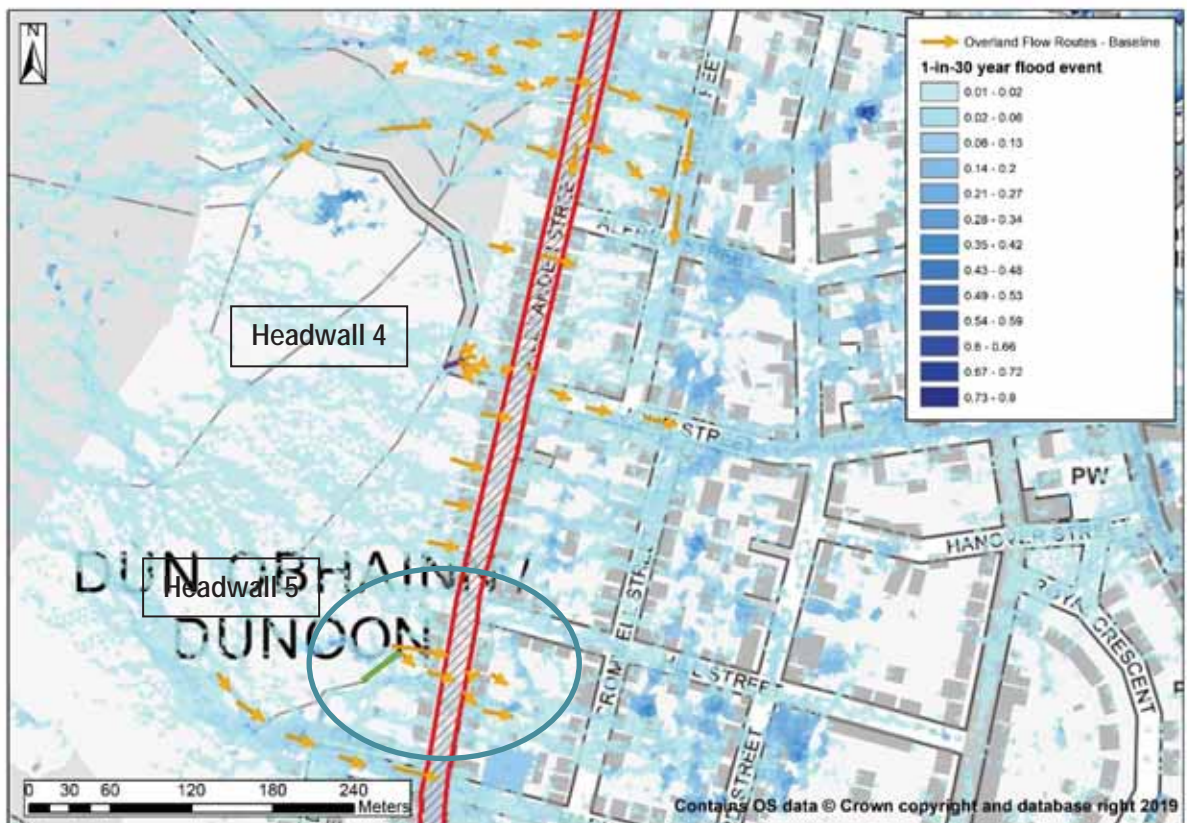 N
Overland Flow Routes - Baseline
1-in-30 year flood event
0.01 - 0.02
0.02 - 0.06
0.06 - 0.13
0.14 - 0.2
0.21 - 0.27
0.28 - 0.34
0.35 - 0.42
0.43 - 0.48
0.49 - 0.53
0.54 - 0.59
0.6 - 0.66
0.67 - 0.72
0.73 - 0.8
Headwall 4
PW
HANOVER STR
Headwall 5
DUNOON
CRESCENT
STREET
STREET
0 30 60 120 180 240
Meters
Contains OS data © Crown copyright and database right 2019